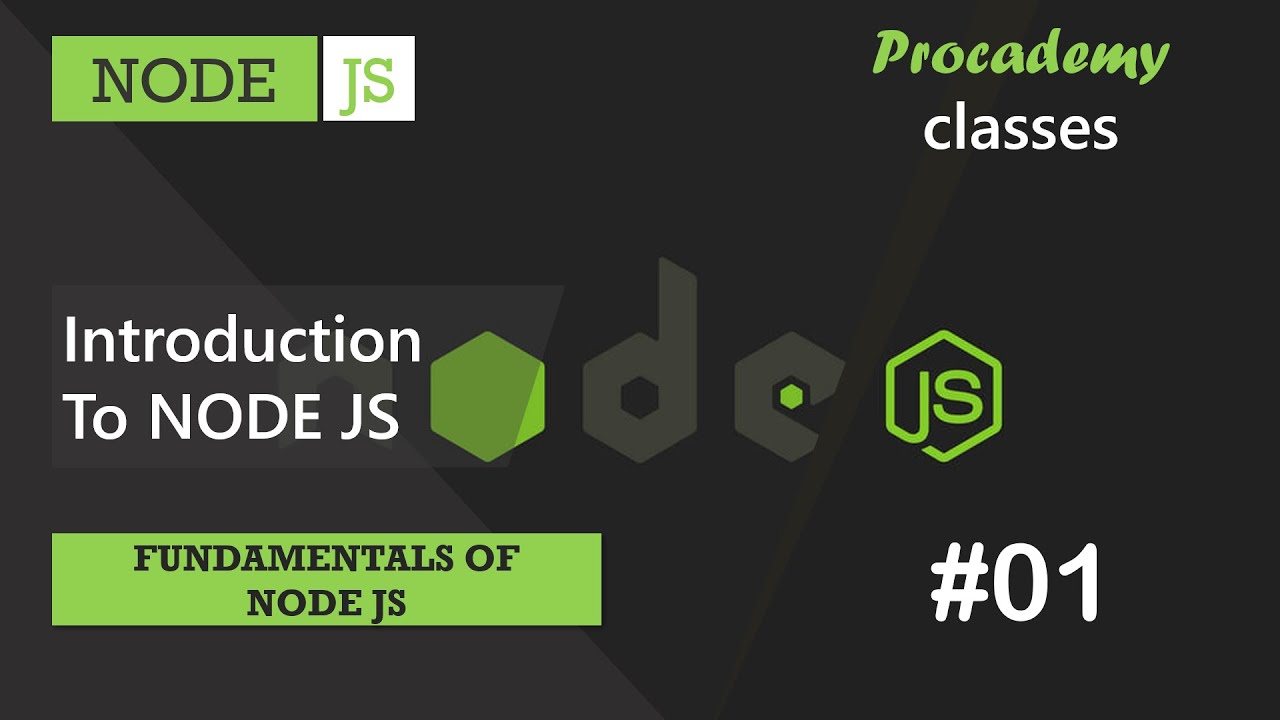 NODE JS
Procademy
classes
Introduction
To NODE JS
node JS
FUNDAMENTALS OF
NODE JS
#01